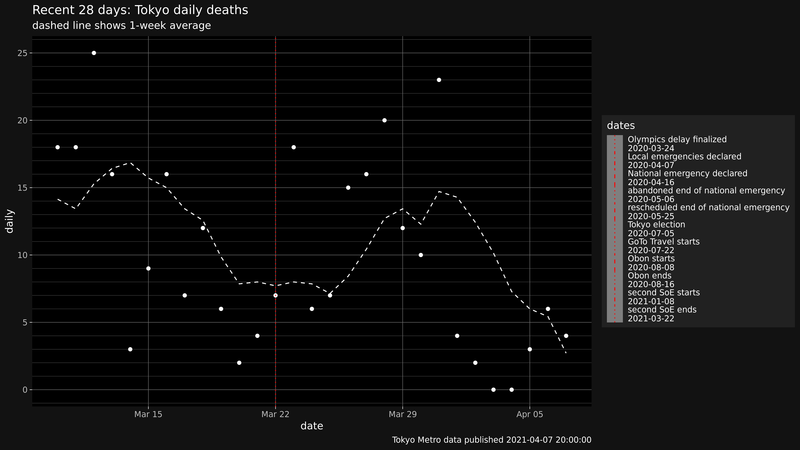 Recent 28 days: Tokyo daily deaths
dashed line shows 1-week average
25
20
15
10
5
0
daily
Mar 15
Mar 22
Mar 29
Apr 05
date
Tokyo Metro data published 2021-04-07 20:00:00
dates
Olympics delay finalized
2020-03-24
Local emergencies declared
2020-04-07
National emergency declared
2020-04-16
abandoned end of national emergency
2020-05-06
rescheduled end of national emergency
2020-05-25
Tokyo election
2020-07-05
GoTo Travel starts
2020-07-22
Obon starts
2020-08-08
Obon ends
2020-08-16
second SoE starts
2021-01-08
second SoE ends
2021-03-22